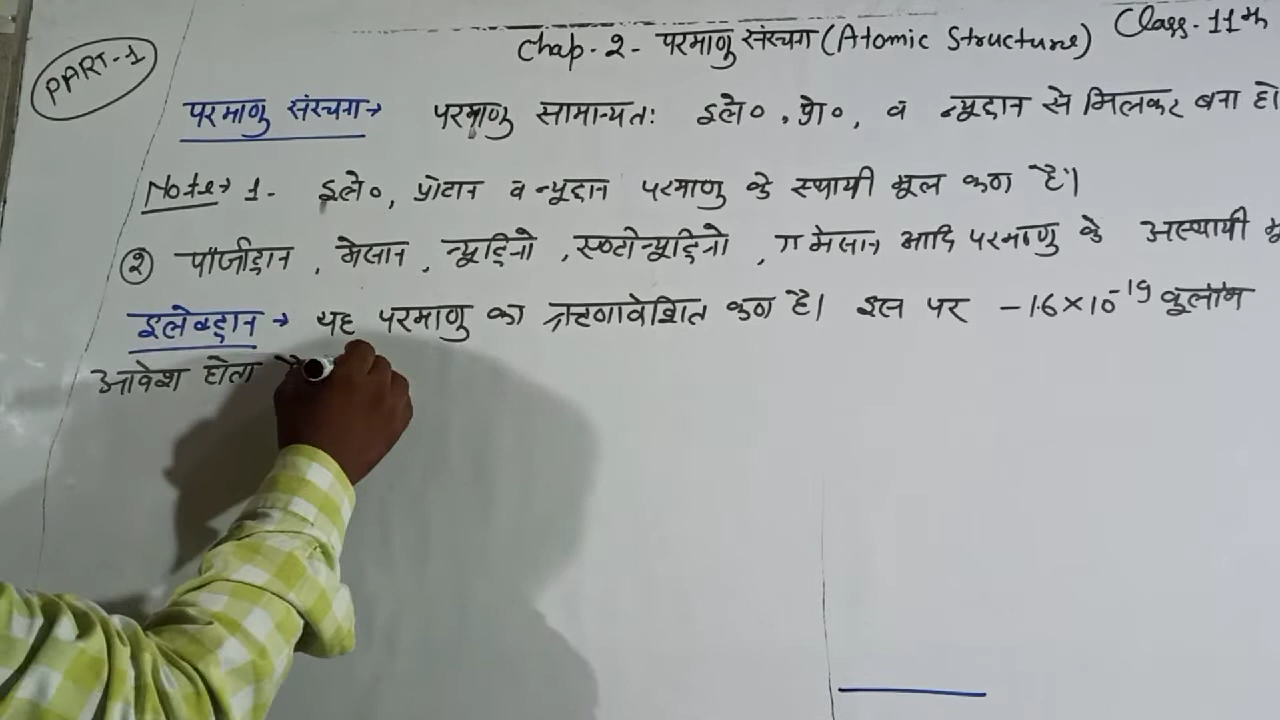 PART-1
Chap-2- परमाणु संरचना (Atomic Structure) Class-11th
परमाणु संरचना→ परमाणु सामान्यतः इले०, प्रो०, व न्यूट्रान से मिलकर बना हो
Note→ 1- इले०, प्रोटान व न्यूट्रान परमाणु के स्थायी मूल कण है।
② पाजीट्रान, मेसान, न्यूट्रिनो, एण्टीन्यूट्रिनो, π मेसान आदि परमाणु के अस्थायी
इलेक्ट्रान→ यह परमाणु का ऋणावेशित कण है। इस पर -1.6×10⁻¹⁹ कूलॉम
आवेश होता